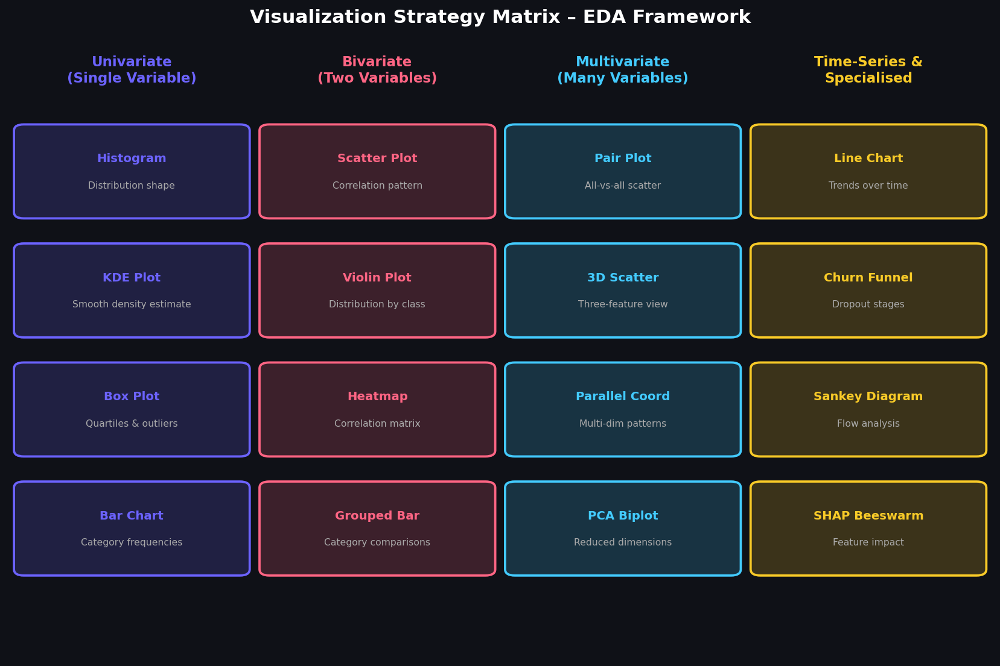 Visualization Strategy Matrix – EDA Framework
Univariate
(Single Variable)
Bivariate
(Two Variables)
Multivariate
(Many Variables)
Time-Series &
Specialised
Histogram
Distribution shape
Scatter Plot
Correlation pattern
Pair Plot
All-vs-all scatter
Line Chart
Trends over time
KDE Plot
Smooth density estimate
Violin Plot
Distribution by class
3D Scatter
Three-feature view
Churn Funnel
Dropout stages
Box Plot
Quartiles & outliers
Heatmap
Correlation matrix
Parallel Coord
Multi-dim patterns
Sankey Diagram
Flow analysis
Bar Chart
Category frequencies
Grouped Bar
Category comparisons
PCA Biplot
Reduced dimensions
SHAP Beeswarm
Feature impact